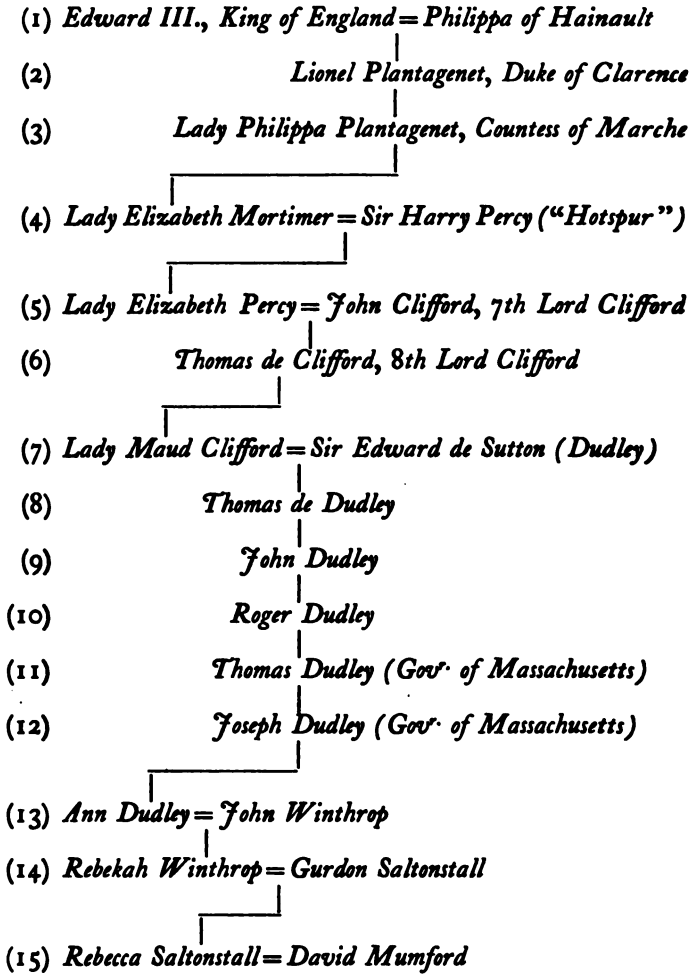 (1) Edward III., King of England=Philippa of Hainault
(2) Lionel Plantagenet, Duke of Clarence
(3) Lady Philippa Plantagenet, Countess of Marche
(4) Lady Elizabeth Mortimer=Sir Harry Percy ("Hotspur")
(5) Lady Elizabeth Percy=John Clifford, 7th Lord Clifford
(6) Thomas de Clifford, 8th Lord Clifford
(7) Lady Maud Clifford=Sir Edward de Sutton (Dudley)
(8) Thomas de Dudley
(9) John Dudley
(10) Roger Dudley
(11) Thomas Dudley (Govr. of Massachusetts)
(12) Joseph Dudley (Govr. of Massachusetts)
(13) Ann Dudley=John Winthrop
(14) Rebekah Winthrop=Gurdon Saltonstall
(15) Rebecca Saltonstall=David Mumford